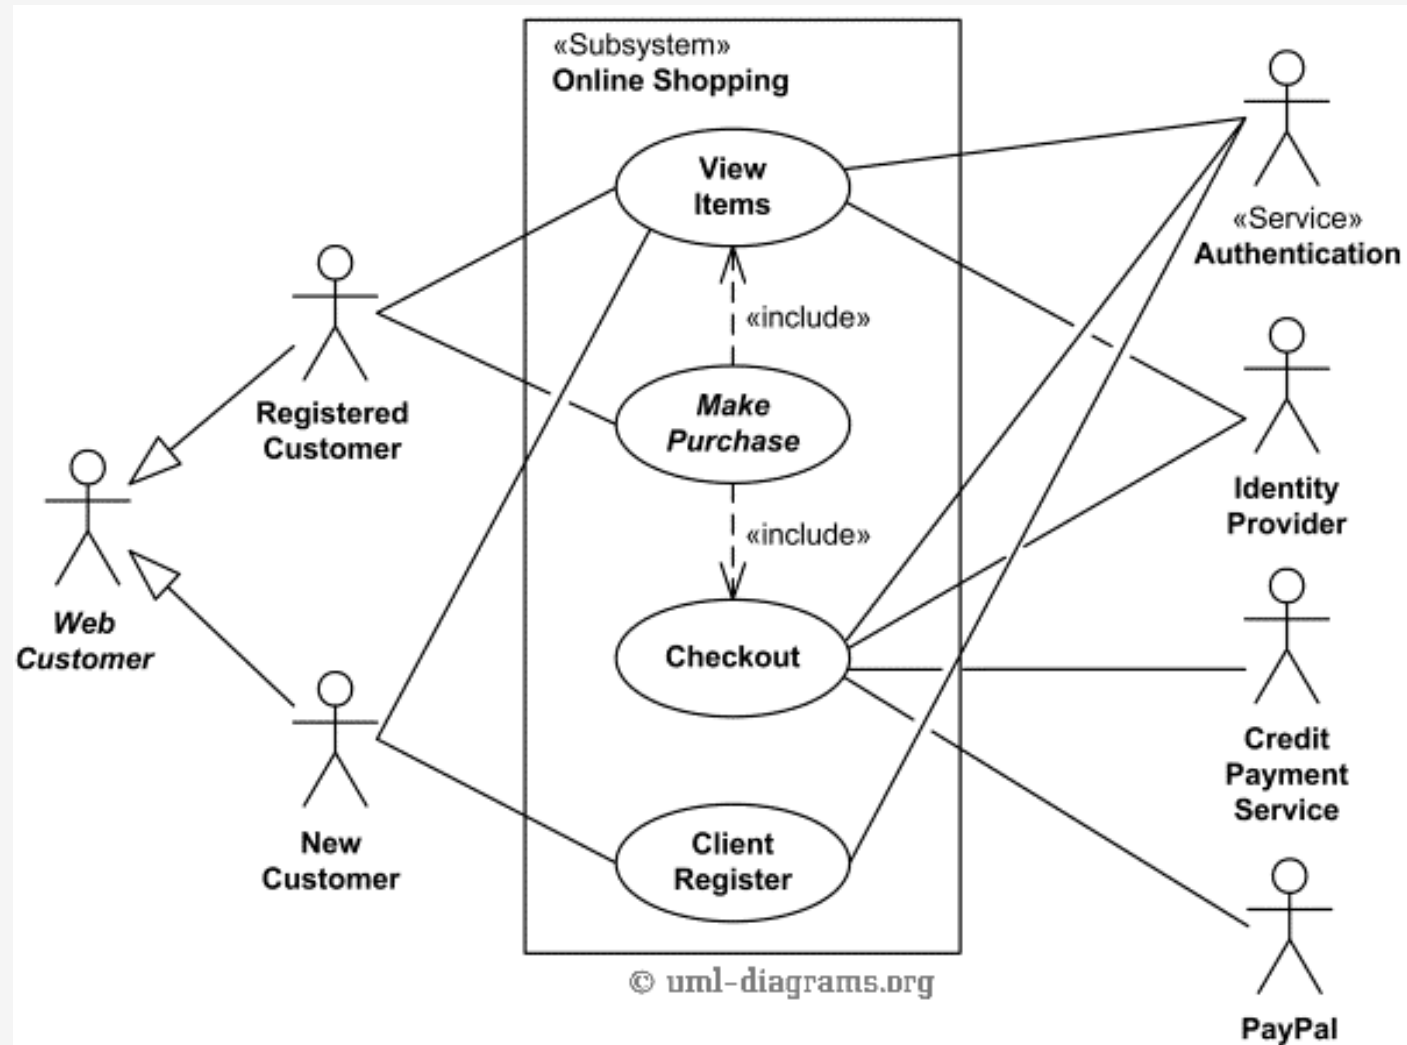 «Subsystem»
Online Shopping
View
Items
«include»
Make
Purchase
«include»
Checkout
Client
Register
Registered
Customer
Web
Customer
New
Customer
«Service»
Authentication
Identity
Provider
Credit
Payment
Service
PayPal
© uml-diagrams.org